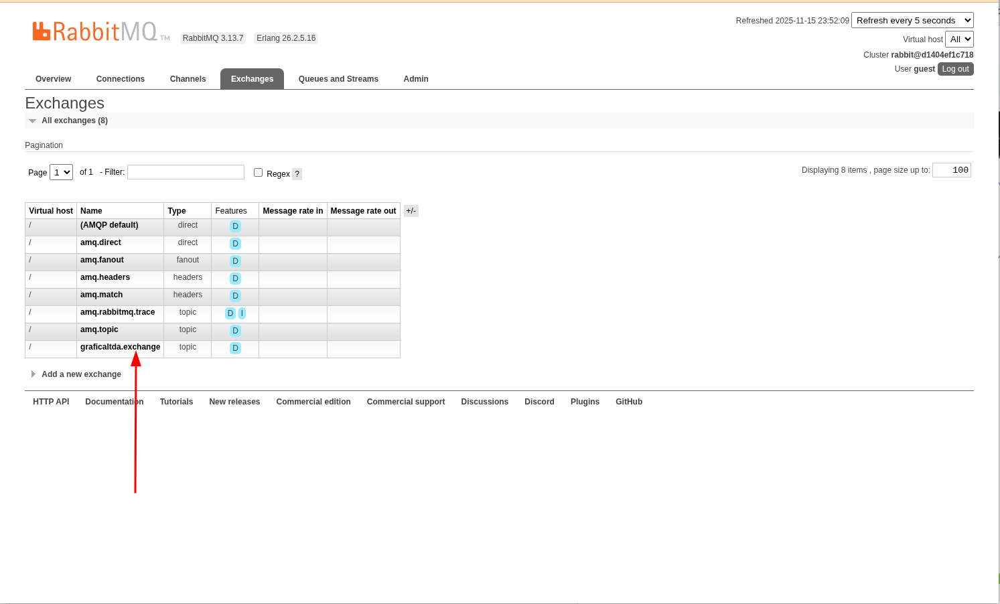 RabbitMQ TM RabbitMQ 3.13.7 Erlang 26.2.5.16
Refreshed 2025-11-15 23:52:09 Refresh every 5 seconds
Virtual host All
Cluster rabbit@d1404ef1c718
User guest Log out
Overview Connections Channels Exchanges Queues and Streams Admin
Exchanges
All exchanges (8)
Pagination
Page 1 of 1 - Filter: Regex ? Displaying 8 items , page size up to: 100
Virtual host Name Type Features Message rate in Message rate out +/-
/ (AMQP default) direct D
/ amq.direct direct D
/ amq.fanout fanout D
/ amq.headers headers D
/ amq.match headers D
/ amq.rabbitmq.trace topic D I
/ amq.topic topic D
/ graficaltda.exchange topic D
Add a new exchange
HTTP API Documentation Tutorials New releases Commercial edition Commercial support Discussions Discord Plugins GitHub